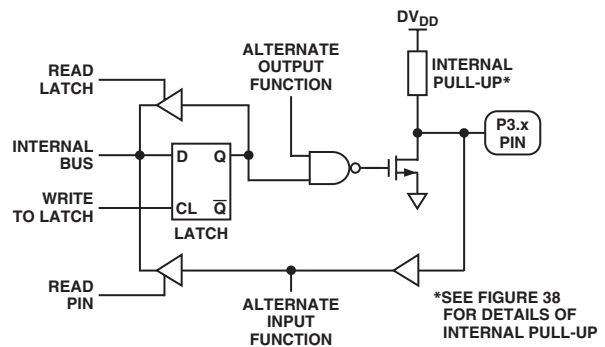 DVDD
ALTERNATE
OUTPUT
FUNCTION
INTERNAL
PULL-UP*
READ
LATCH
P3.x
PIN
INTERNAL
BUS
D
Q
WRITE
TO LATCH
CL
Q̅
LATCH
READ
PIN
ALTERNATE
INPUT
FUNCTION
*SEE FIGURE 38
FOR DETAILS OF
INTERNAL PULL-UP